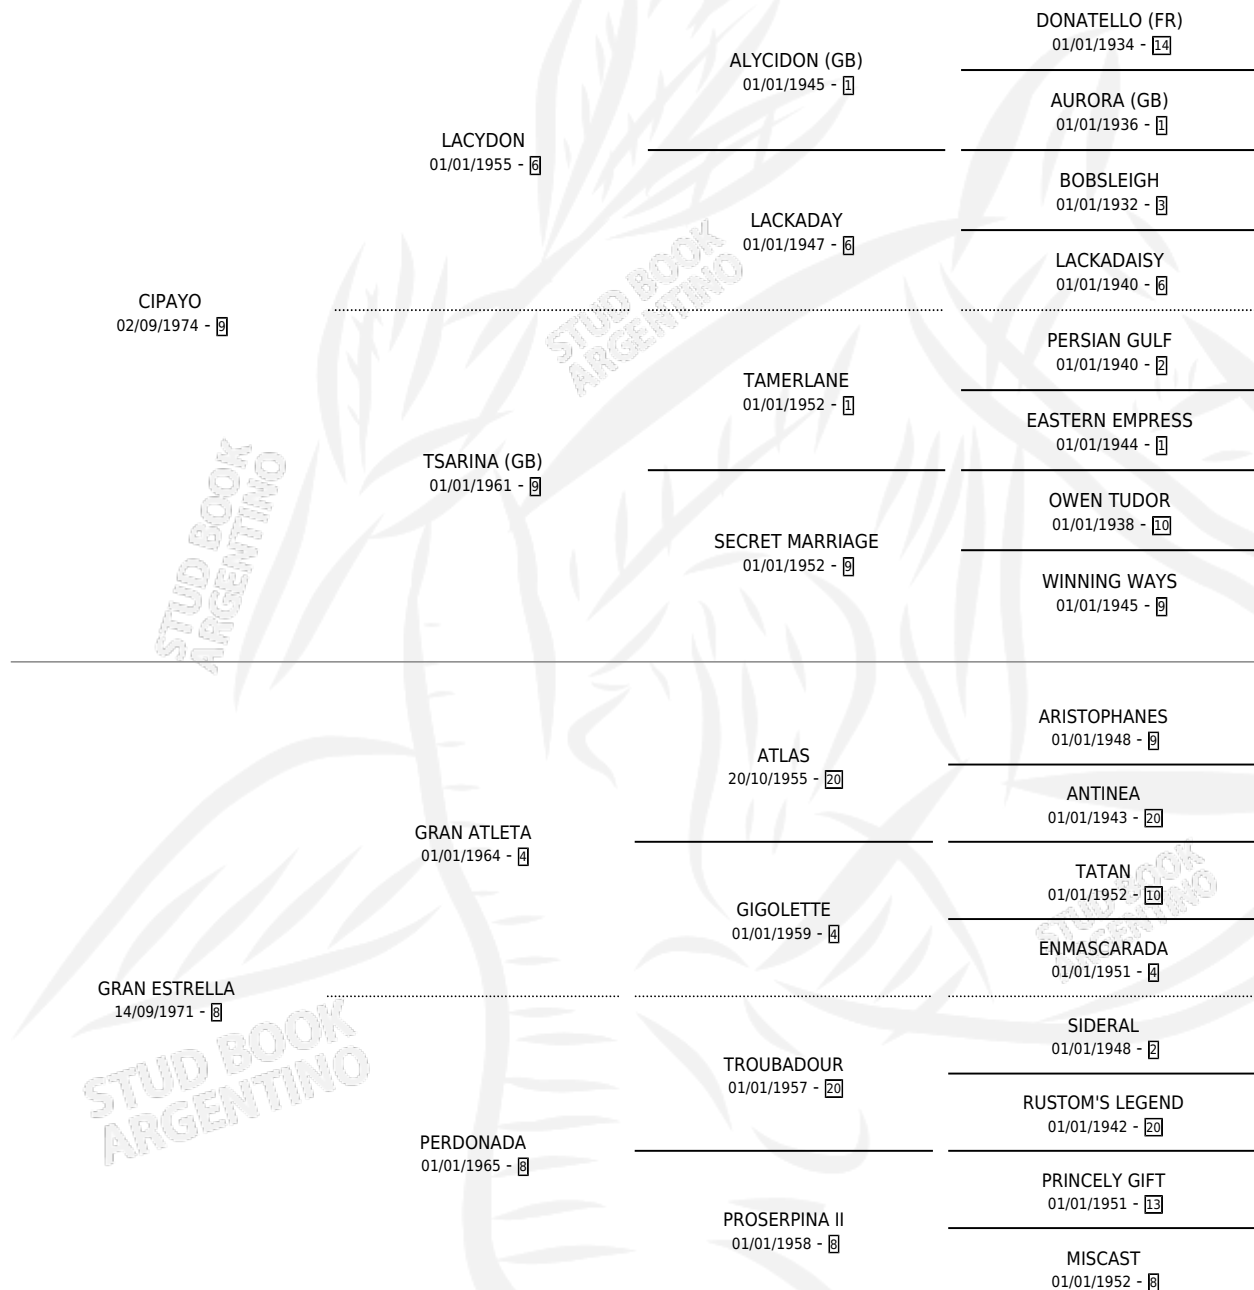 DONATELLO (FR)
01/01/1934 - 14
ALYCIDON (GB)
01/01/1945 - 1
AURORA (GB)
01/01/1936 - 1
LACYDON
01/01/1955 - 6
BOBSLEIGH
01/01/1932 - 3
LACKADAY
01/01/1947 - 6
LACKADAISY
01/01/1940 - 6
CIPAYO
02/09/1974 - 9
PERSIAN GULF
01/01/1940 - 2
TAMERLANE
01/01/1952 - 1
EASTERN EMPRESS
01/01/1944 - 1
TSARINA (GB)
01/01/1961 - 9
OWEN TUDOR
01/01/1938 - 10
SECRET MARRIAGE
01/01/1952 - 9
WINNING WAYS
01/01/1945 - 9
ARISTOPHANES
01/01/1948 - 9
ATLAS
20/10/1955 - 20
ANTINEA
01/01/1943 - 20
GRAN ATLETA
01/01/1964 - 4
TATAN
01/01/1952 - 10
GIGOLETTE
01/01/1959 - 4
ENMASCARADA
01/01/1951 - 4
GRAN ESTRELLA
14/09/1971 - 8
SIDERAL
01/01/1948 - 2
TROUBADOUR
01/01/1957 - 20
RUSTOM'S LEGEND
01/01/1942 - 20
PERDONADA
01/01/1965 - 8
PRINCELY GIFT
01/01/1951 - 13
PROSERPINA II
01/01/1958 - 8
MISCAST
01/01/1952 - 8
STUD BOOK
ARGENTINO
STUD BOOK
ARGENTINO
STUD BOOK
ARGENTINO
STUD BOOK
ARGENTINO